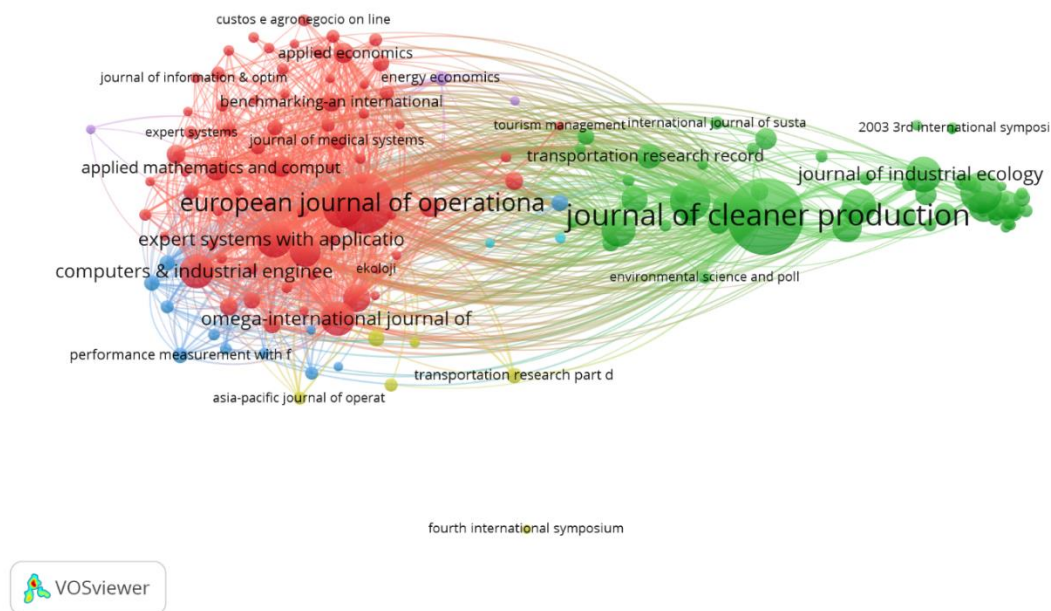 custos e agronegocio on line
applied economics
journal of information & optim
energy economics
benchmarking-an international
expert systems
journal of medical systems
tourism management
international journal of susta
2003 3rd international symposi
transportation research record
applied mathematics and comput
journal of industrial ecology
european journal of operationa
journal of cleaner production
expert systems with applicatio
computers & industrial enginee
ekoloji
environmental science and poll
omega-international journal of
performance measurement with f
transportation research part d
asia-pacific journal of operat
fourth international symposium
VOSviewer